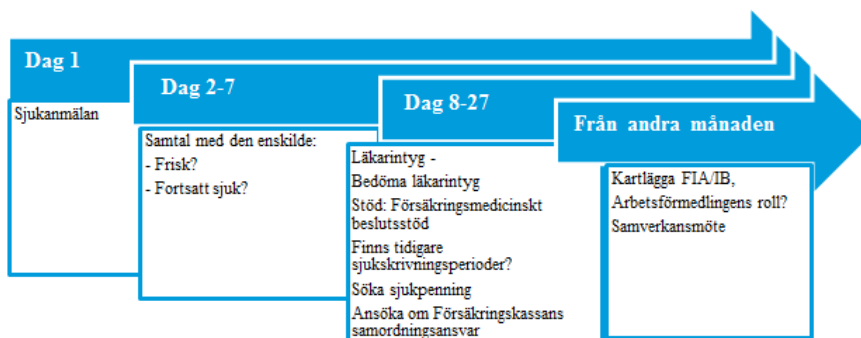 Dag 1
Sjukanmälan
Dag 2-7
Samtal med den enskilde:
- Frisk?
- Fortsatt sjuk?
Dag 8-27
Läkarintyg -
Bedöma läkarintyg
Stöd: Försäkringsmedicinskt
beslutsstöd
Finns tidigare
sjukskrivningsperioder?
Söka sjukpenning
Ansöka om Försäkringskassans
samordningsansvar
Från andra månaden
Kartlägga FIA/IB,
Arbetsförmedlingens roll?
Samverkansmöte